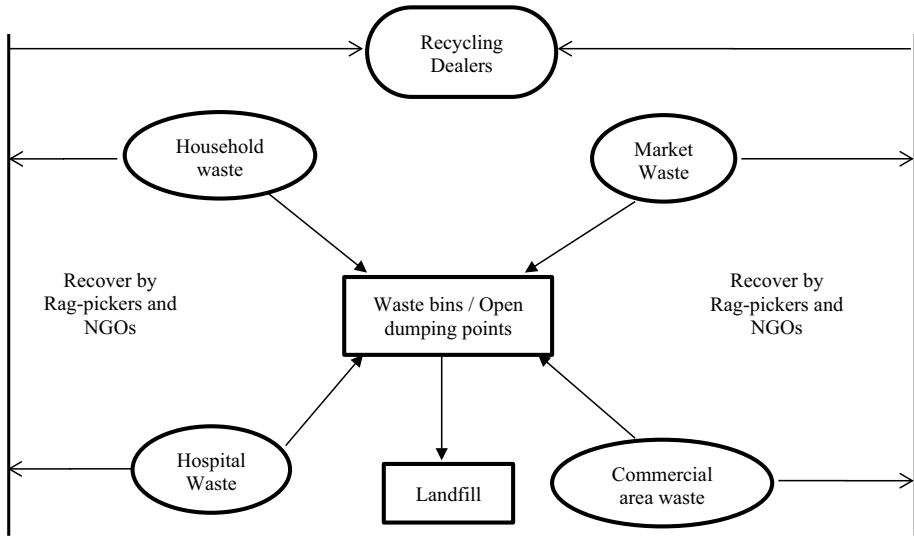 Recycling
Dealers
Household
waste
Market
Waste
Recover by
Rag-pickers and
NGOs
Waste bins / Open
dumping points
Recover by
Rag-pickers and
NGOs
Hospital
Waste
Landfill
Commercial
area waste